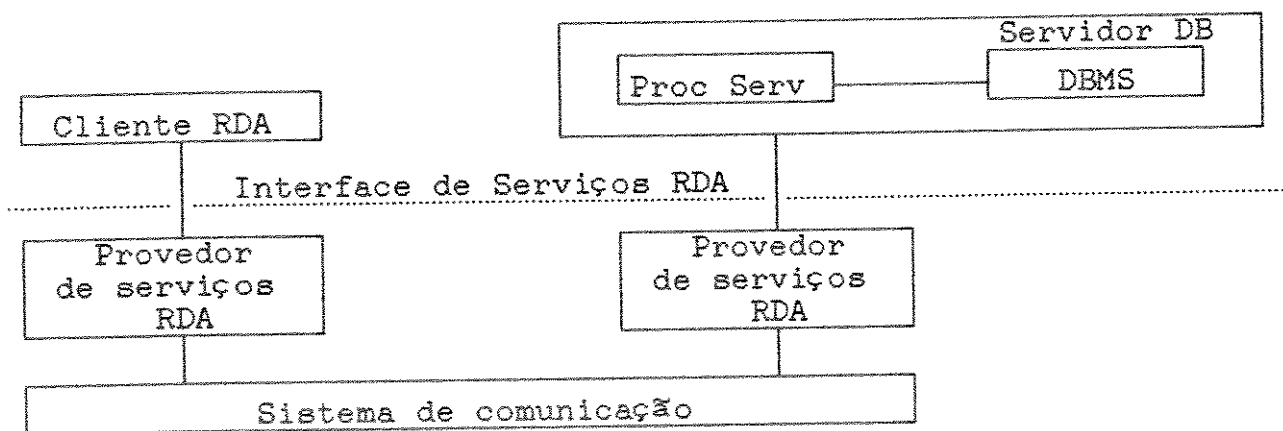 Servidor DB
Proc Serv
DBMS
Cliente RDA
Interface de Serviços RDA
Provedor
de serviços
RDA
Provedor
de serviços
RDA
Sistema de comunicação